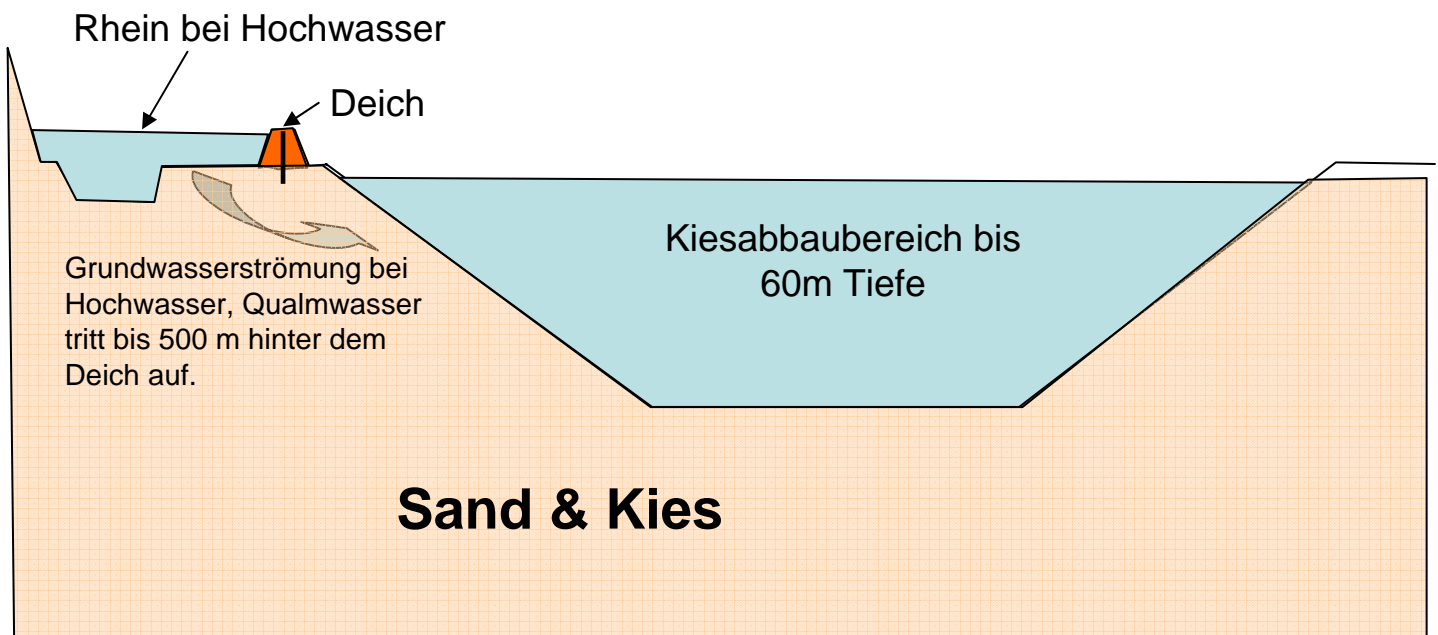 Rhein bei Hochwasser
Deich
Kiesabbaubereich bis
60m Tiefe
Grundwasserströmung bei
Hochwasser, Qualmwasser
tritt bis 500 m hinter dem
Deich auf.
Sand & Kies